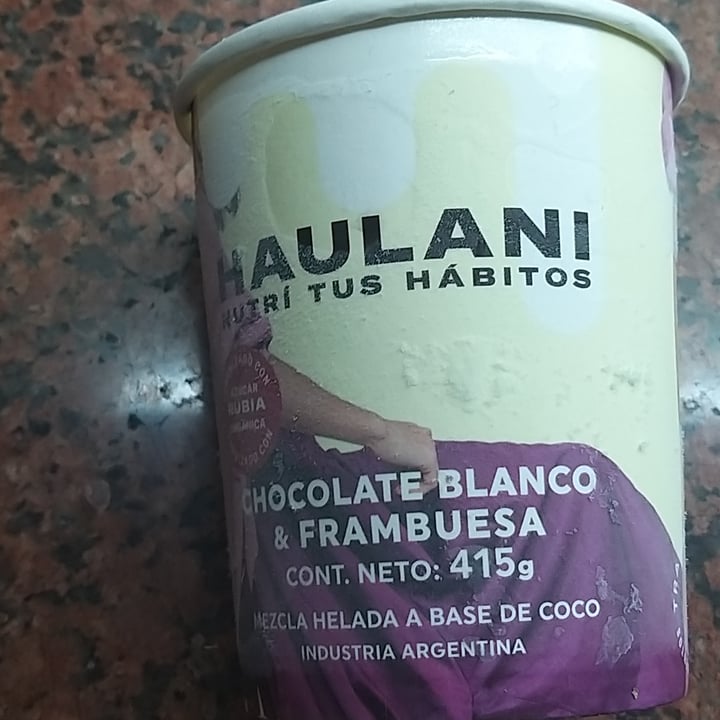 HAULANI
NUTRÍ TUS HÁBITOS
AZÚCAR
RUBIA
ORGÁNICA
CHOCOLATE BLANCO
& FRAMBUESA
CONT. NETO: 415g
MEZCLA HELADA A BASE DE COCO
INDUSTRIA ARGENTINA